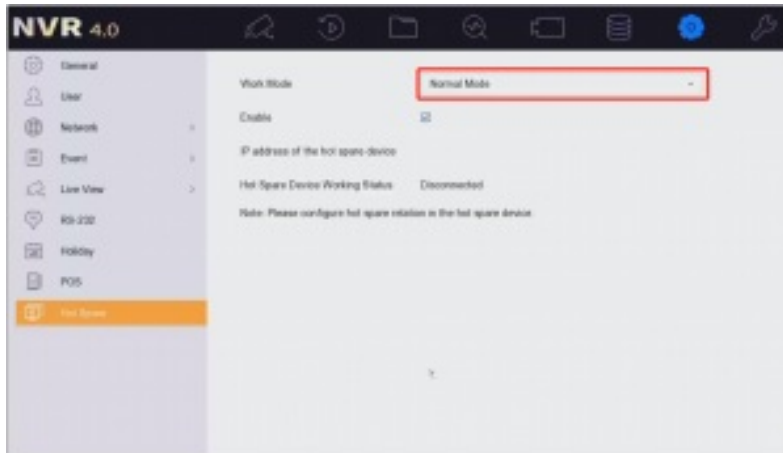 NVR 4.0
General
User
Network
Event
Live View
RS-232
Holiday
POS
Hot Spare
Work Mode Normal Mode
Enable
IP address of the hot spare device
Hot Spare Device Working Status Disconnected
Note: Please configure hot spare relation in the hot spare device